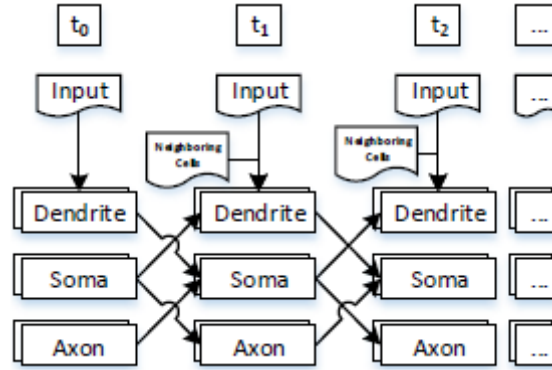 t₀ t₁ t₂ ...
Input Input Input ...
Neighboring
Cells
Neighboring
Cells
Dendrite Dendrite Dendrite ...
Soma Soma Soma ...
Axon Axon Axon ...